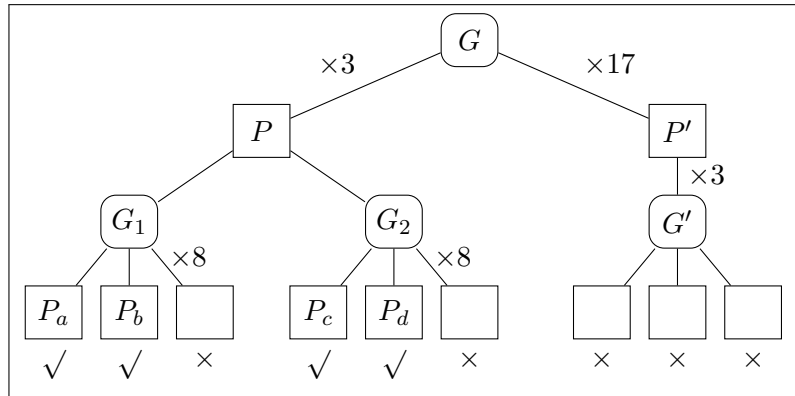 G
×3 ×17
P P′
×3
G₁ G₂ G′
×8 ×8
Pₐ P_b P_c P_d
√ √ × √ √ × × × ×